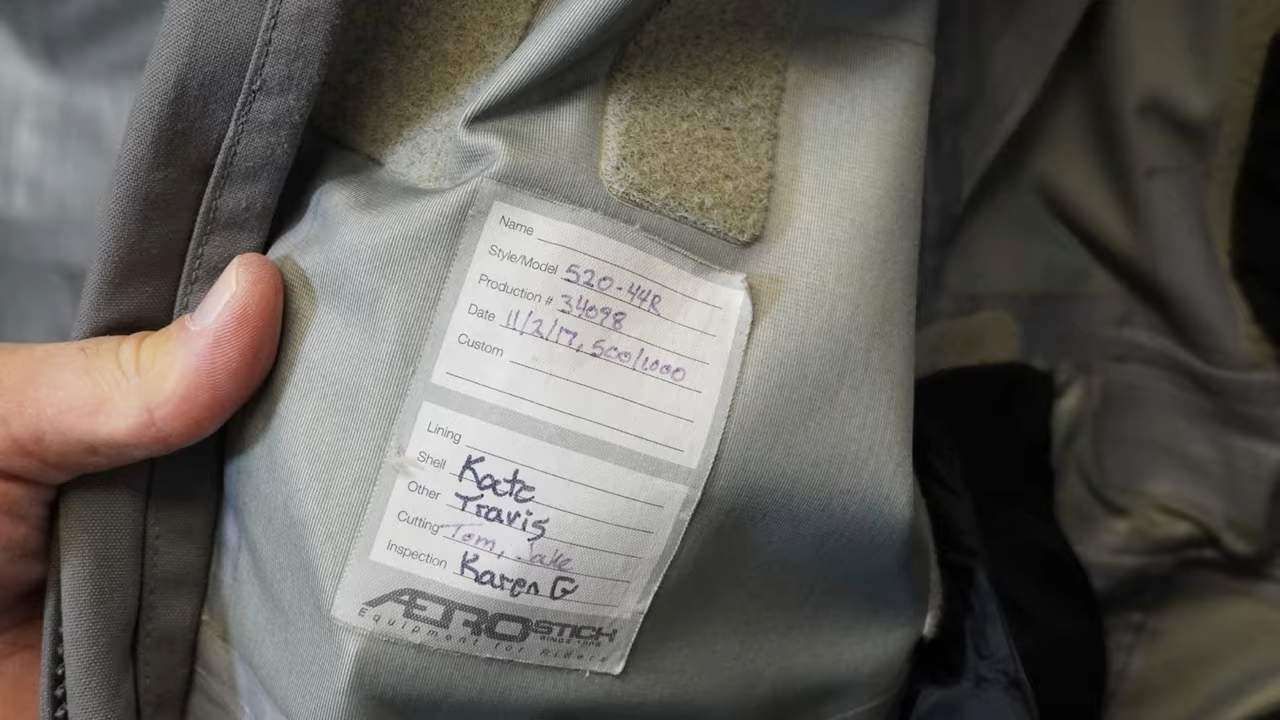 Name
Style/Model 520-44R
Production # 34098
Date 11/2/17, 500/1000
Custom
Lining
Shell Kate
Other Travis
Cutting Tom, Jake
Inspection Karen G
AEROSTICH
Equipment for Riders